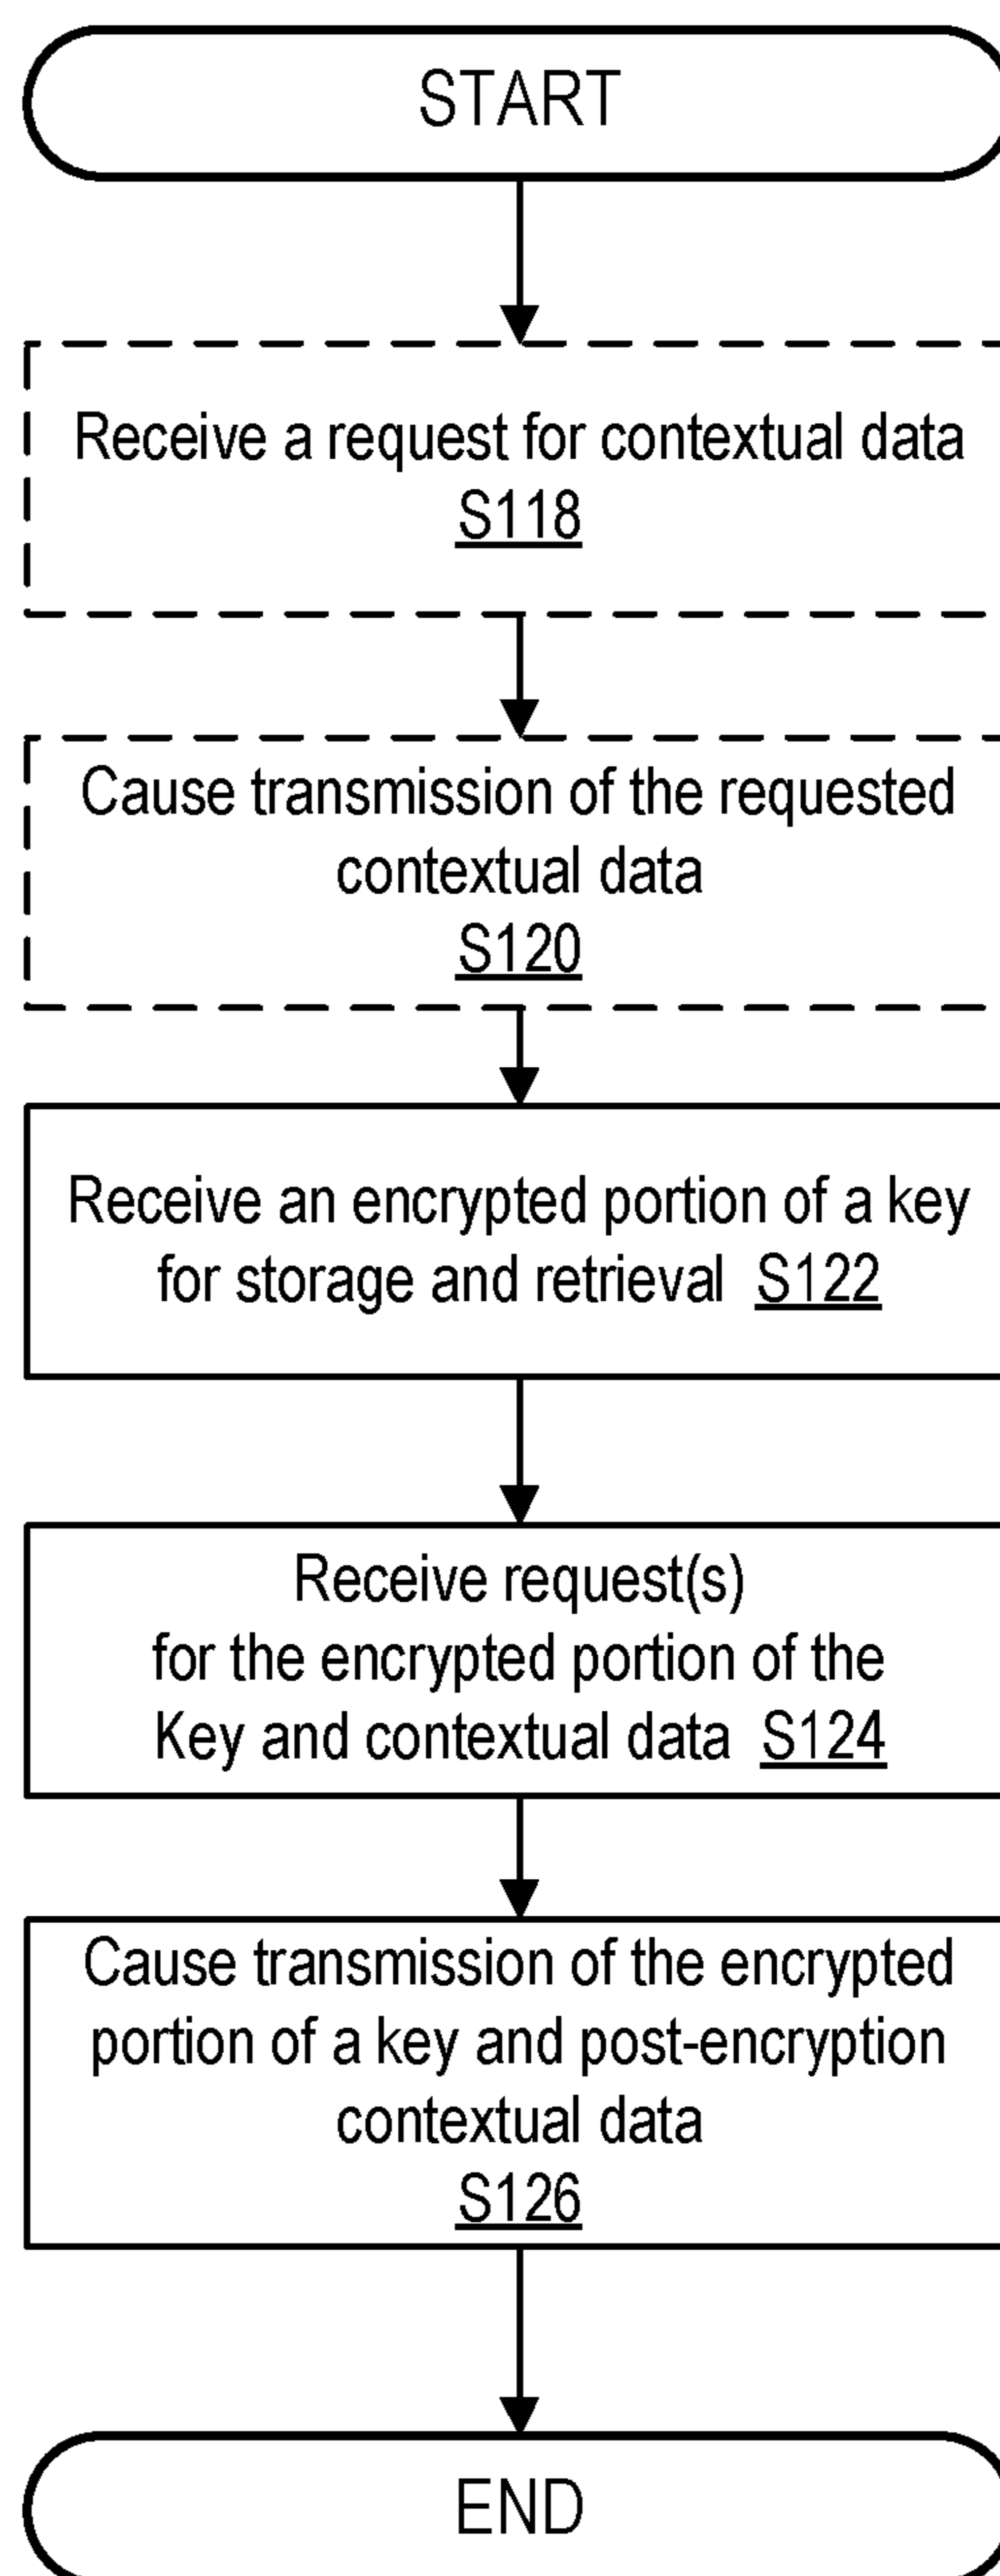 START
Receive a request for contextual data
S118
Cause transmission of the requested
contextual data
S120
Receive an encrypted portion of a key
for storage and retrieval S122
Receive request(s)
for the encrypted portion of the
Key and contextual data S124
Cause transmission of the encrypted
portion of a key and post-encryption
contextual data
S126
END